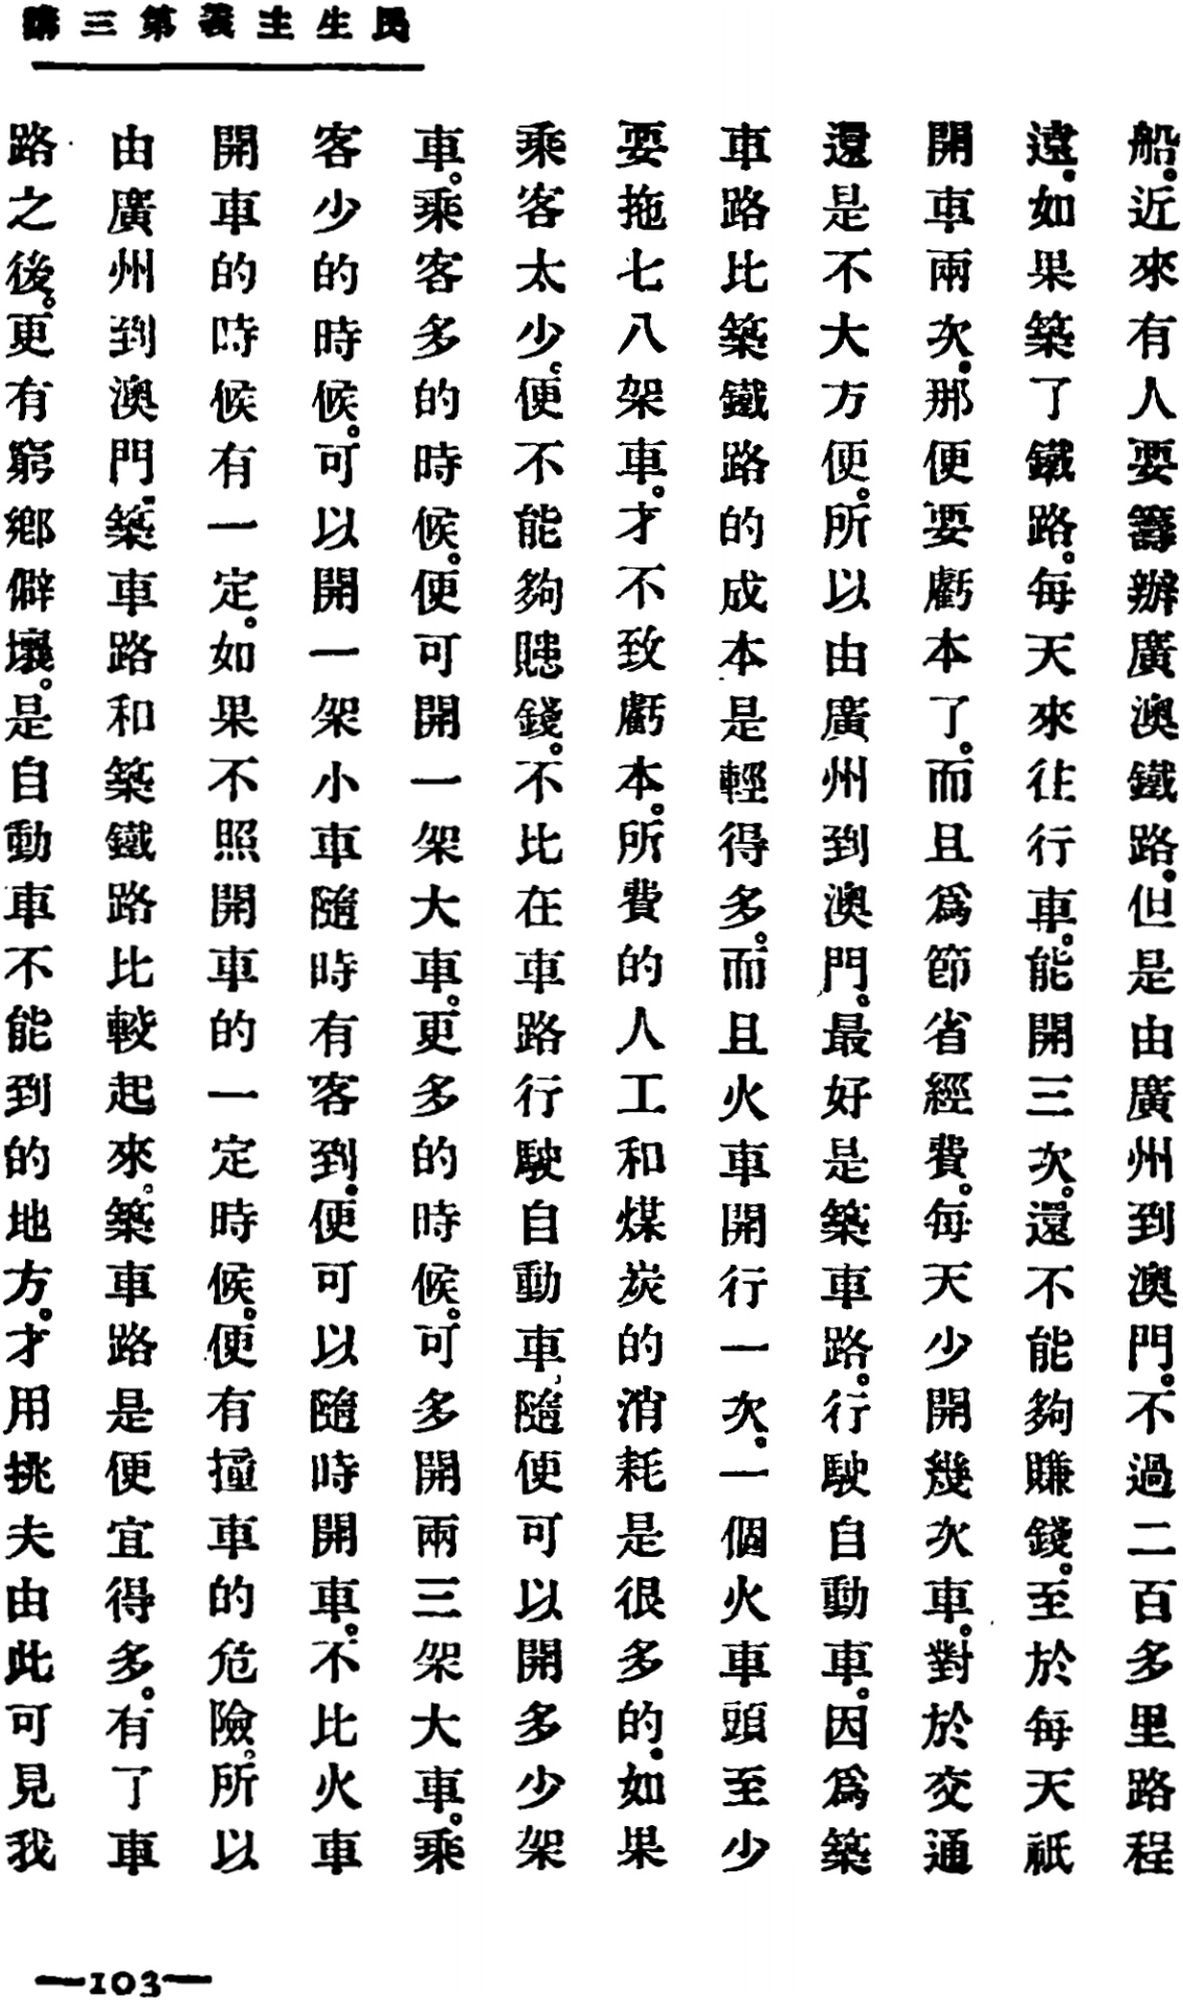 民生主義第三講
船。近來有人要籌辦廣澳鐵路。但是由廣州到澳門。不過二百多里路程
遠。如果築了鐵路。每天來往行車。能開三次。還不能夠賺錢。至於每天祇
開車兩次。那便要虧本了。而且爲節省經費。每天少開幾次車。對於交通
還是不大方便。所以由廣州到澳門。最好是築車路。行駛自動車。因爲築
車路比築鐵路的成本是輕得多。而且火車開行一次。一個火車頭至少
要拖七八架車。才不致虧本。所費的人工和煤炭的消耗是很多的。如果
乘客太少。便不能夠賺錢。不比在車路行駛自動車。隨便可以開多少架
車。乘客多的時候。便可開一架大車。更多的時候。可多開兩三架大車。乘
客少的時候。可以開一架小車隨時有客到。便可以隨時開車。不比火車
開車的時候有一定。如果不照開車的一定時候。便有撞車的危險。所以
由廣州到澳門。築車路和築鐵路比較起來。築車路是便宜得多。有了車
路之後。更有窮鄉僻壤。是自動車不能到的地方。才用挑夫由此可見我
—103—